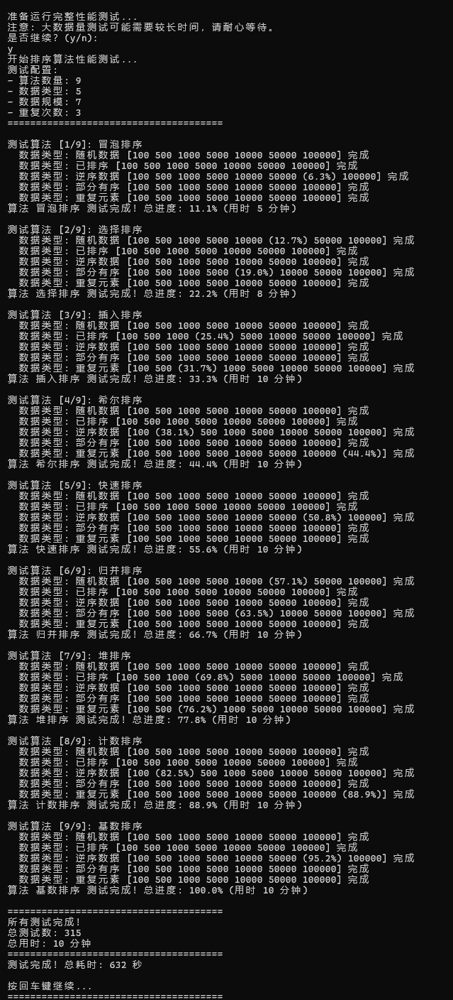 准备运行完整性能测试...
注意: 大数据量测试可能需要较长时间, 请耐心等待。
是否继续? (y/n):
y
开始排序算法性能测试...
测试配置:
- 算法数量: 9
- 数据类型: 5
- 数据规模: 7
- 重复次数: 3
======================================
测试算法 [1/9]: 冒泡排序
数据类型: 随机数据 [100 500 1000 5000 10000 50000 100000] 完成
数据类型: 已排序 [100 500 1000 5000 10000 50000 100000] 完成
数据类型: 逆序数据 [100 500 1000 5000 10000 50000 (6.3%) 100000] 完成
数据类型: 部分有序 [100 500 1000 5000 10000 50000 100000] 完成
数据类型: 重复元素 [100 500 1000 5000 10000 50000 100000] 完成
算法 冒泡排序 测试完成! 总进度: 11.1% (用时 5 分钟)
测试算法 [2/9]: 选择排序
数据类型: 随机数据 [100 500 1000 5000 10000 (12.7%) 50000 100000] 完成
数据类型: 已排序 [100 500 1000 5000 10000 50000 100000] 完成
数据类型: 逆序数据 [100 500 1000 5000 10000 50000 100000] 完成
数据类型: 部分有序 [100 500 1000 5000 (19.0%) 10000 50000 100000] 完成
数据类型: 重复元素 [100 500 1000 5000 10000 50000 100000] 完成
算法 选择排序 测试完成! 总进度: 22.2% (用时 8 分钟)
测试算法 [3/9]: 插入排序
数据类型: 随机数据 [100 500 1000 5000 10000 50000 100000] 完成
数据类型: 已排序 [100 500 1000 (25.4%) 5000 10000 50000 100000] 完成
数据类型: 逆序数据 [100 500 1000 5000 10000 50000 100000] 完成
数据类型: 部分有序 [100 500 1000 5000 10000 50000 100000] 完成
数据类型: 重复元素 [100 500 (31.7%) 1000 5000 10000 50000 100000] 完成
算法 插入排序 测试完成! 总进度: 33.3% (用时 10 分钟)
测试算法 [4/9]: 希尔排序
数据类型: 随机数据 [100 500 1000 5000 10000 50000 100000] 完成
数据类型: 已排序 [100 500 1000 5000 10000 50000 100000] 完成
数据类型: 逆序数据 [100 (38.1%) 500 1000 5000 10000 50000 100000] 完成
数据类型: 部分有序 [100 500 1000 5000 10000 50000 100000] 完成
数据类型: 重复元素 [100 500 1000 5000 10000 50000 100000 (44.4%)] 完成
算法 希尔排序 测试完成! 总进度: 44.4% (用时 10 分钟)
测试算法 [5/9]: 快速排序
数据类型: 随机数据 [100 500 1000 5000 10000 50000 100000] 完成
数据类型: 已排序 [100 500 1000 5000 10000 50000 100000] 完成
数据类型: 逆序数据 [100 500 1000 5000 10000 50000 (50.8%) 100000] 完成
数据类型: 部分有序 [100 500 1000 5000 10000 50000 100000] 完成
数据类型: 重复元素 [100 500 1000 5000 10000 50000 100000] 完成
算法 快速排序 测试完成! 总进度: 55.6% (用时 10 分钟)
测试算法 [6/9]: 归并排序
数据类型: 随机数据 [100 500 1000 5000 10000 (57.1%) 50000 100000] 完成
数据类型: 已排序 [100 500 1000 5000 10000 50000 100000] 完成
数据类型: 逆序数据 [100 500 1000 5000 10000 50000 100000] 完成
数据类型: 部分有序 [100 500 1000 5000 (63.5%) 10000 50000 100000] 完成
数据类型: 重复元素 [100 500 1000 5000 10000 50000 100000] 完成
算法 归并排序 测试完成! 总进度: 66.7% (用时 10 分钟)
测试算法 [7/9]: 堆排序
数据类型: 随机数据 [100 500 1000 5000 10000 50000 100000] 完成
数据类型: 已排序 [100 500 1000 (69.8%) 5000 10000 50000 100000] 完成
数据类型: 逆序数据 [100 500 1000 5000 10000 50000 100000] 完成
数据类型: 部分有序 [100 500 1000 5000 10000 50000 100000] 完成
数据类型: 重复元素 [100 500 (76.2%) 1000 5000 10000 50000 100000] 完成
算法 堆排序 测试完成! 总进度: 77.8% (用时 10 分钟)
测试算法 [8/9]: 计数排序
数据类型: 随机数据 [100 500 1000 5000 10000 50000 100000] 完成
数据类型: 已排序 [100 500 1000 5000 10000 50000 100000] 完成
数据类型: 逆序数据 [100 (82.5%) 500 1000 5000 10000 50000 100000] 完成
数据类型: 部分有序 [100 500 1000 5000 10000 50000 100000] 完成
数据类型: 重复元素 [100 500 1000 5000 10000 50000 100000 (88.9%)] 完成
算法 计数排序 测试完成! 总进度: 88.9% (用时 10 分钟)
测试算法 [9/9]: 基数排序
数据类型: 随机数据 [100 500 1000 5000 10000 50000 100000] 完成
数据类型: 已排序 [100 500 1000 5000 10000 50000 100000] 完成
数据类型: 逆序数据 [100 500 1000 5000 10000 50000 (95.2%) 100000] 完成
数据类型: 部分有序 [100 500 1000 5000 10000 50000 100000] 完成
数据类型: 重复元素 [100 500 1000 5000 10000 50000 100000] 完成
算法 基数排序 测试完成! 总进度: 100.0% (用时 10 分钟)
======================================
所有测试完成!
总测试数: 315
总用时: 10 分钟
======================================
测试完成! 总耗时: 632 秒
按回车键继续...
======================================